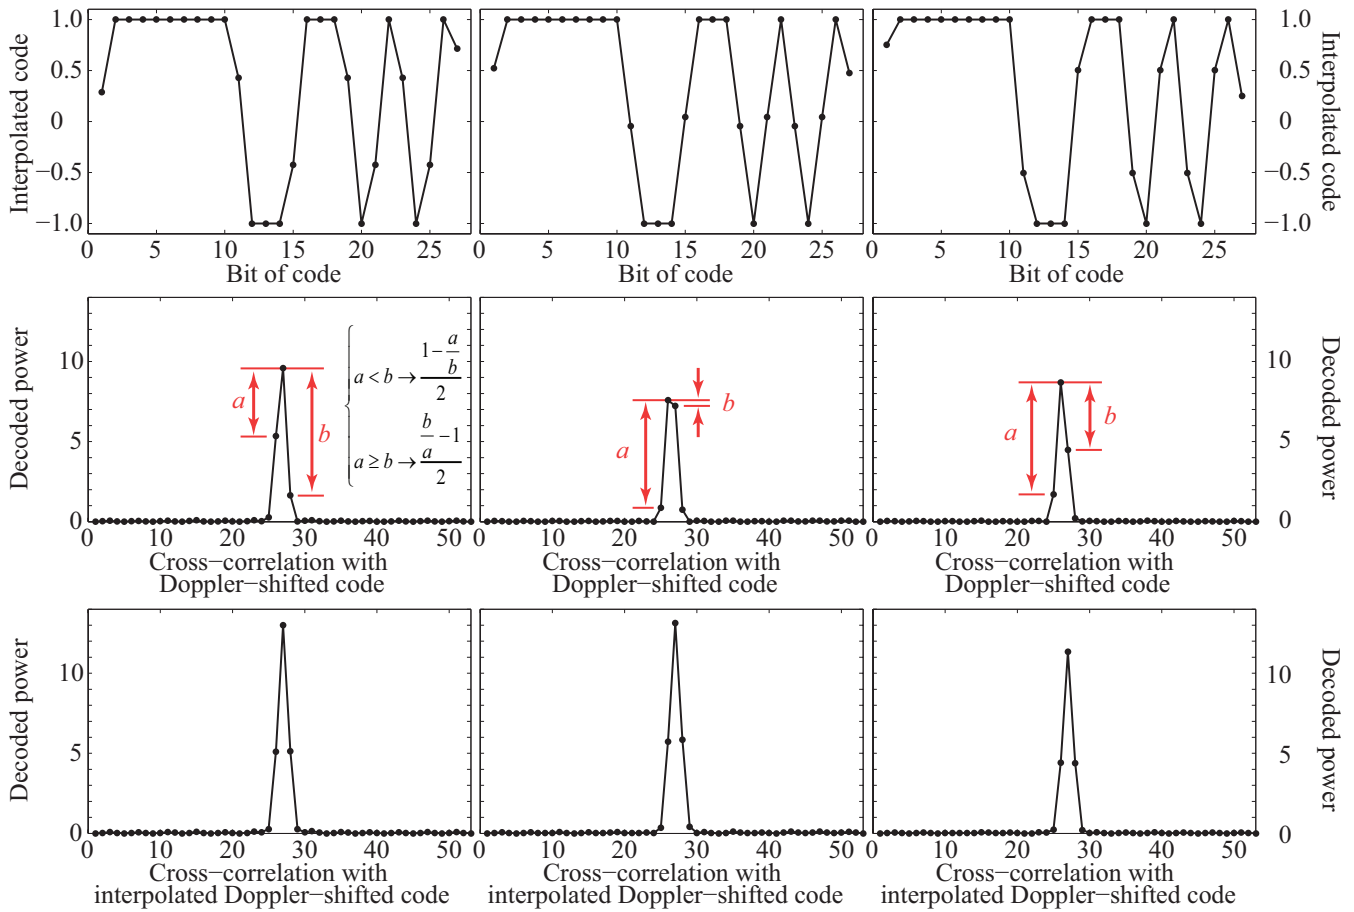 Interpolated code
1.0
0.5
0
−0.5
−1.0
1.0
0.5
0
−0.5
−1.0
Interpolated code
0 5 10 15 20 25
0 5 10 15 20 25
0 5 10 15 20 25
Bit of code
Bit of code
Bit of code
Decoded power
10
5
0
a
b
a < b → (1 − a/b)/2
a ≥ b → (b/a − 1)/2
a
b
a
b
10
5
0
Decoded power
0 10 20 30 40 50
0 10 20 30 40 50
0 10 20 30 40 50
Cross−correlation with
Doppler−shifted code
Cross−correlation with
Doppler−shifted code
Cross−correlation with
Doppler−shifted code
Decoded power
10
5
0
10
5
0
Decoded power
0 10 20 30 40 50
0 10 20 30 40 50
0 10 20 30 40 50
Cross−correlation with
interpolated Doppler−shifted code
Cross−correlation with
interpolated Doppler−shifted code
Cross−correlation with
interpolated Doppler−shifted code